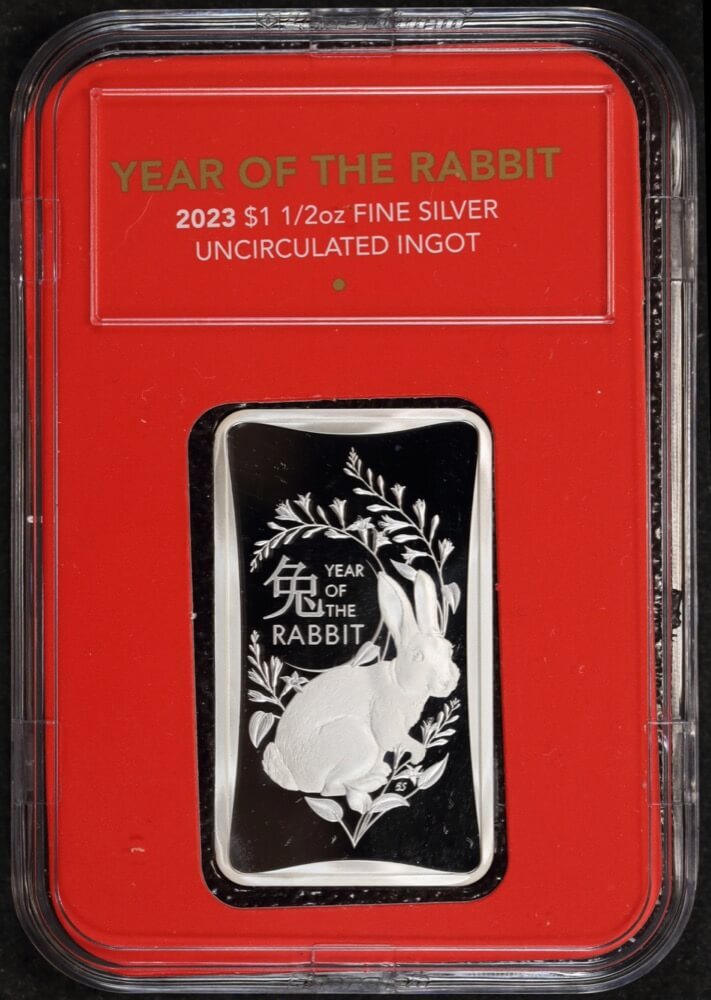 YEAR OF THE RABBIT
2023 $1 1/2oz FINE SILVER
UNCIRCULATED INGOT
兔
YEAR
OF
THE
RABBIT